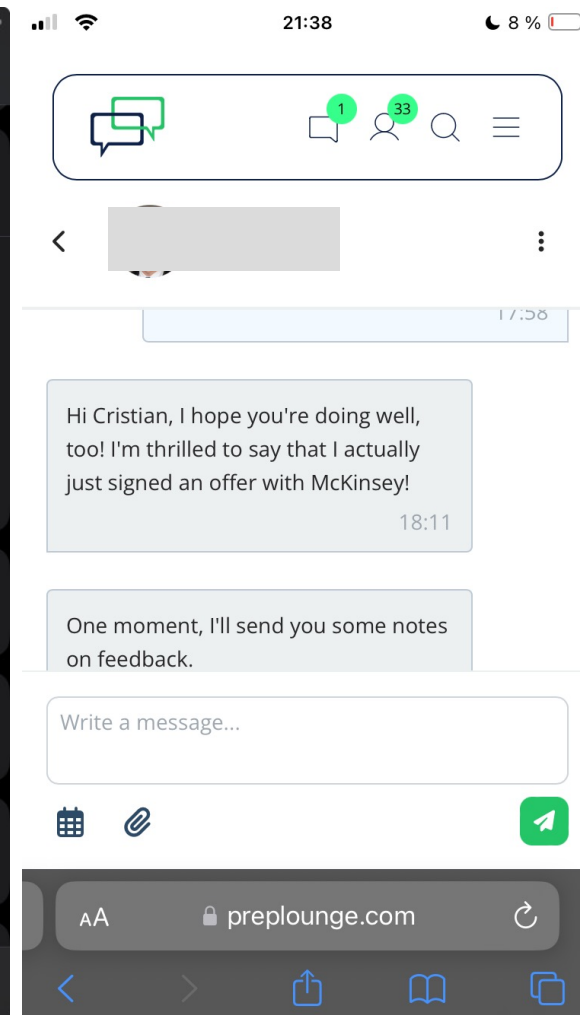 21:38
8 %
1
33
17:58
Hi Cristian, I hope you're doing well,
too! I'm thrilled to say that I actually
just signed an offer with McKinsey!
18:11
One moment, I'll send you some notes
on feedback.
Write a message...
AA
preplounge.com